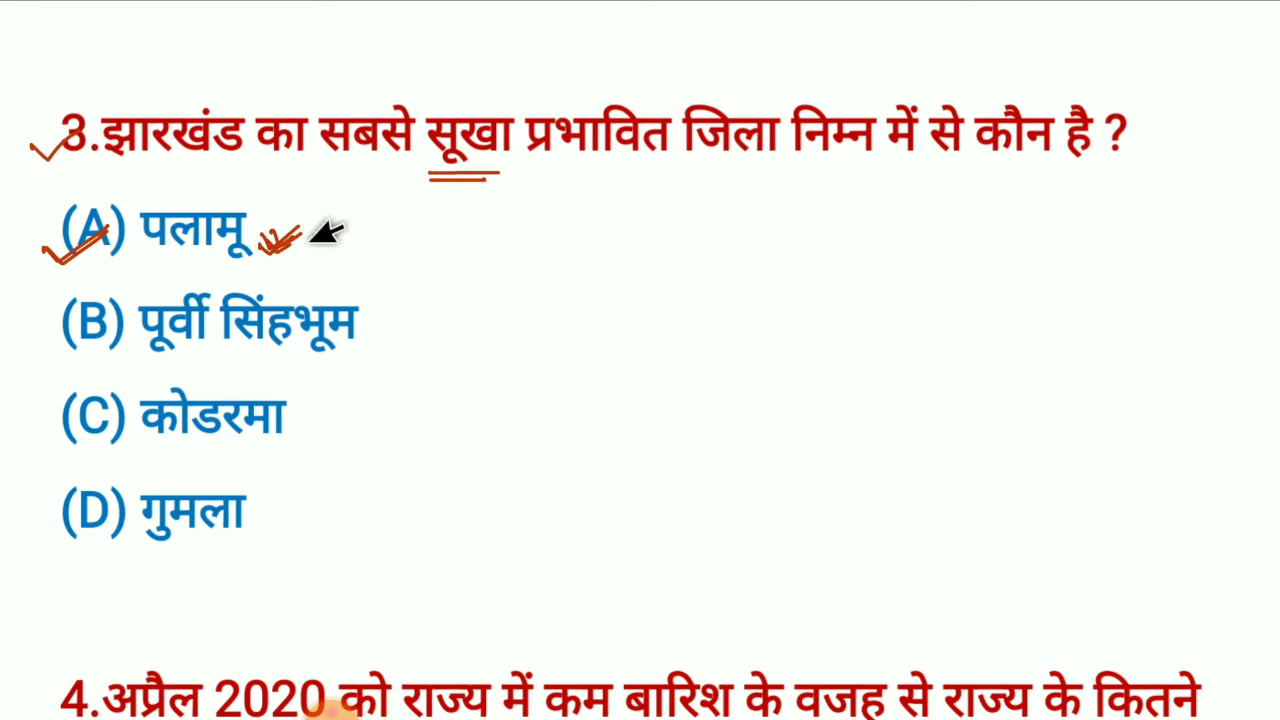 3.झारखंड का सबसे सूखा प्रभावित जिला निम्न में से कौन है ?
(A) पलामू
(B) पूर्वी सिंहभूम
(C) कोडरमा
(D) गुमला
4.अप्रैल 2020 को राज्य में कम बारिश के वजह से राज्य के कितने